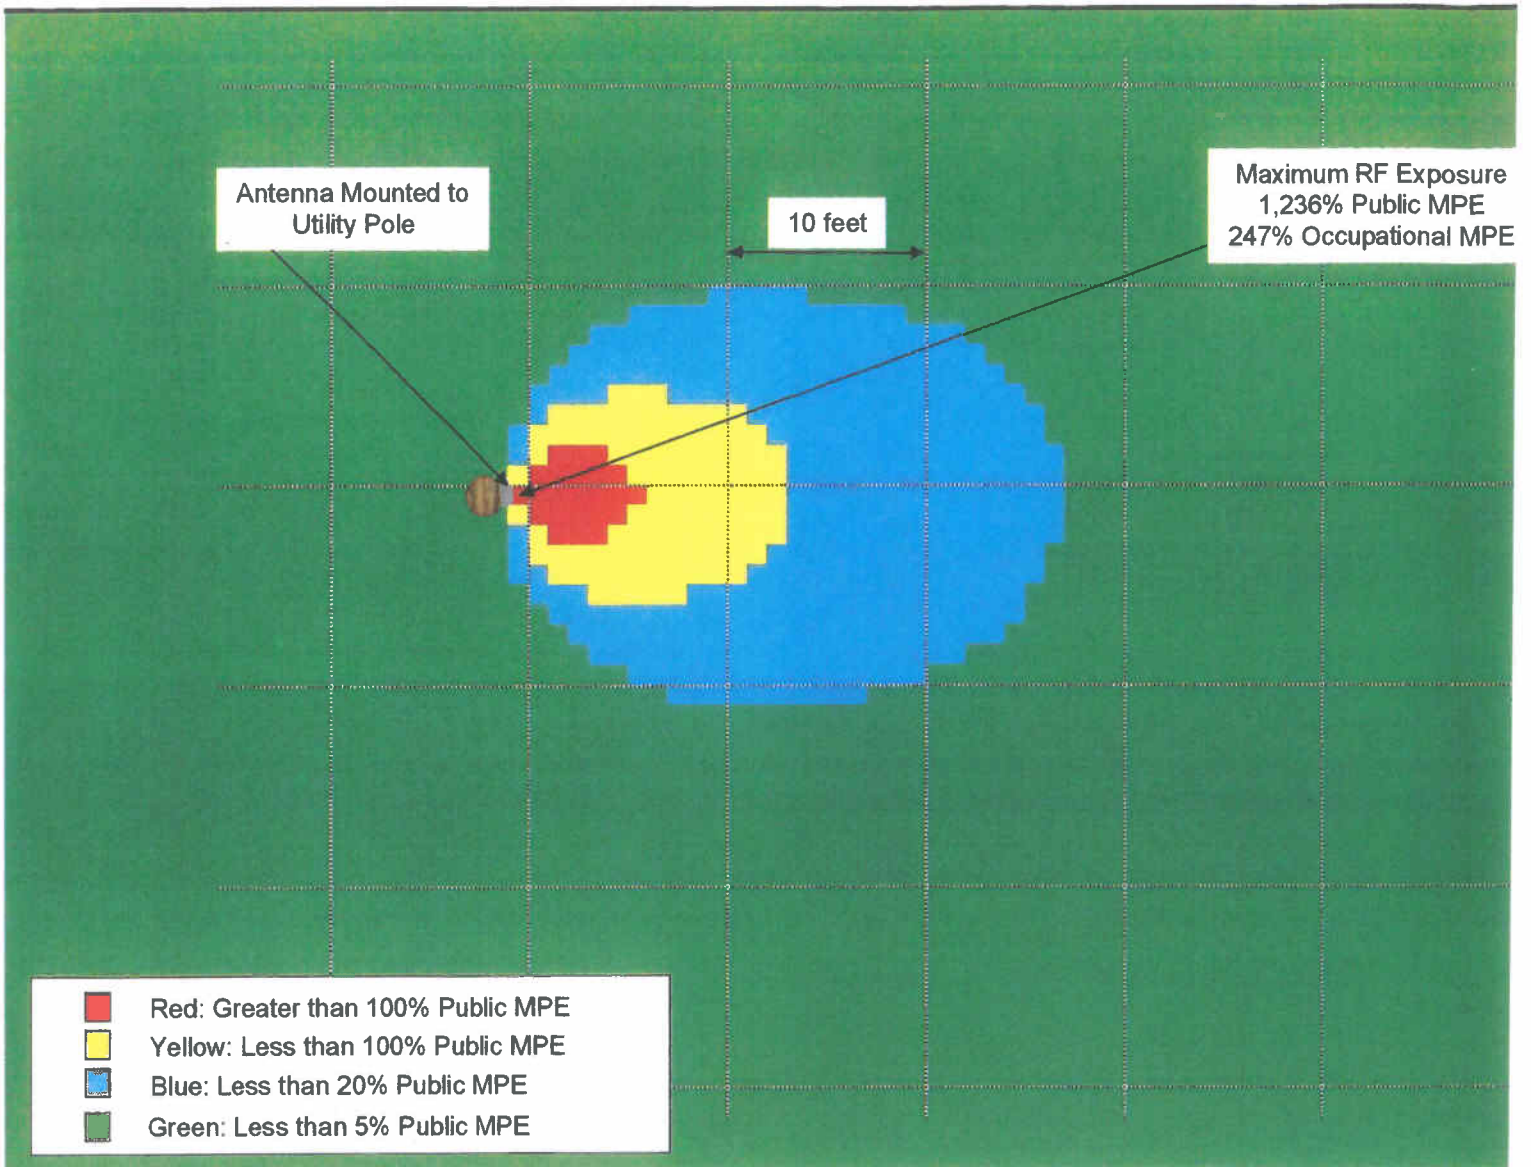 Antenna Mounted to
Utility Pole
10 feet
Maximum RF Exposure
1,236% Public MPE
247% Occupational MPE
Red: Greater than 100% Public MPE
Yellow: Less than 100% Public MPE
Blue: Less than 20% Public MPE
Green: Less than 5% Public MPE